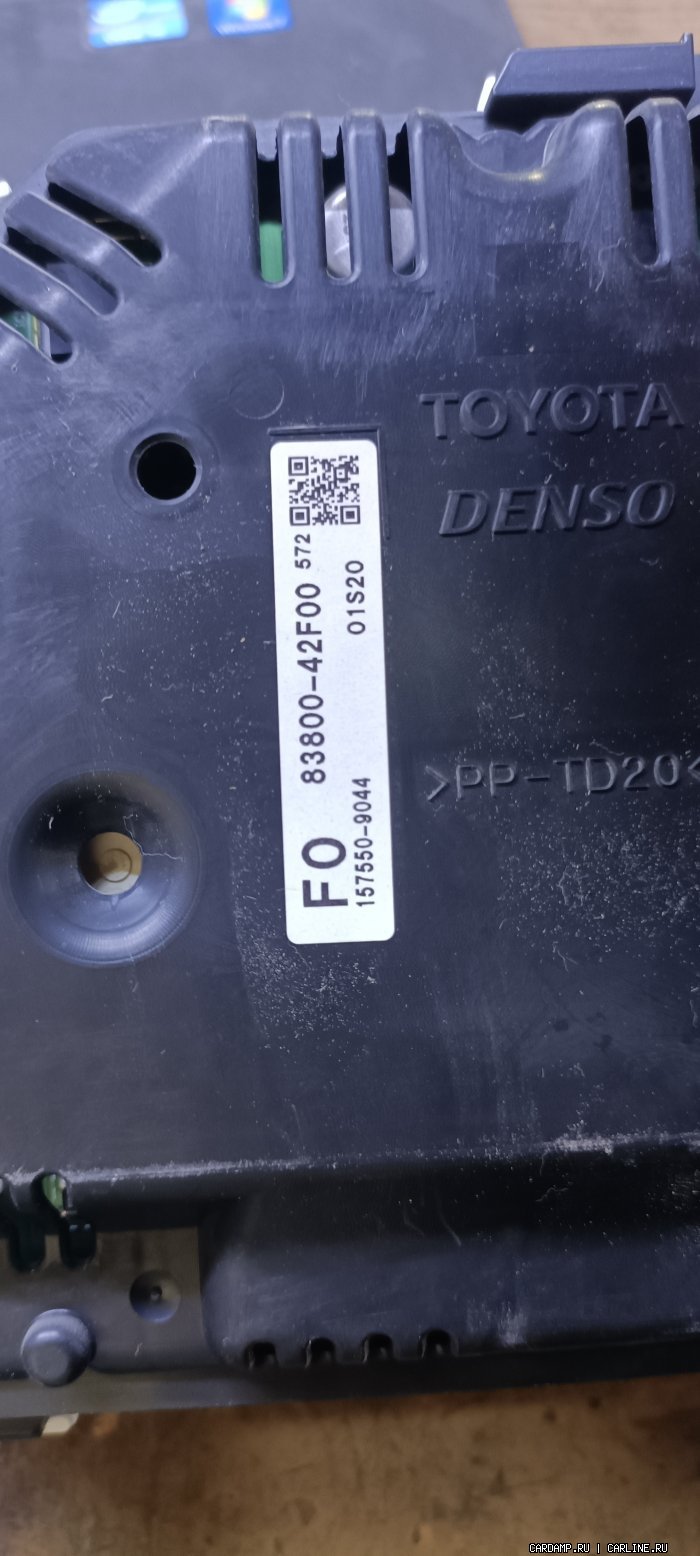 TOYOTA
DENSO
FO 83800-42F00 572
157550-9044 01S20
>PP-TD20<
CARDAMP.RU | CARLINE.RU